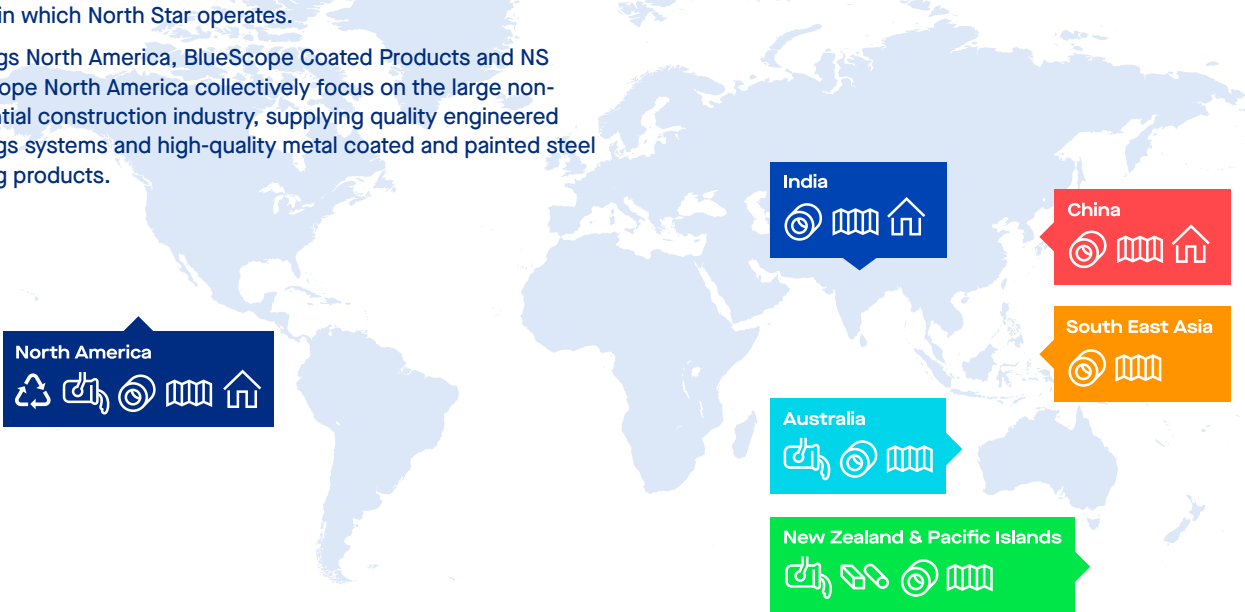 in which North Star operates.
gs North America, BlueScope Coated Products and NS
ope North America collectively focus on the large non-
tial construction industry, supplying quality engineered
gs systems and high-quality metal coated and painted steel
g products.
India
China
North America
South East Asia
Australia
New Zealand & Pacific Islands